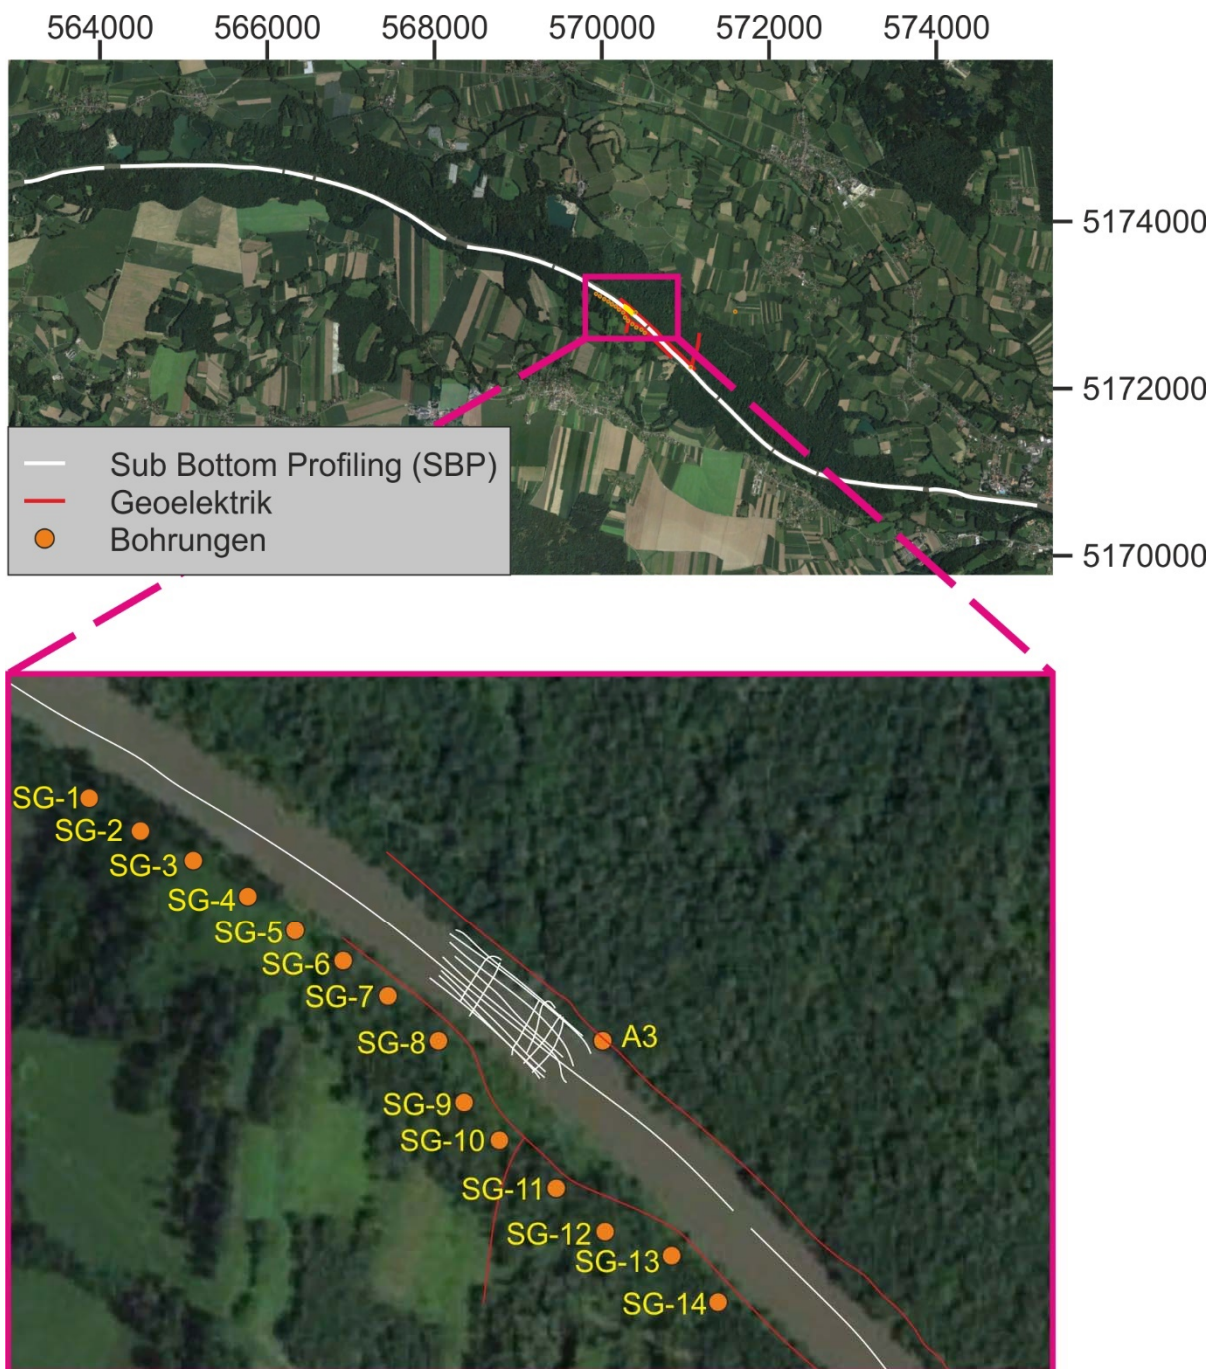 564000 566000 568000 570000 572000 574000
5174000
5172000
Sub Bottom Profiling (SBP)
Geoelektrik
Bohrungen
5170000
SG-1
SG-2
SG-3
SG-4
SG-5
SG-6
SG-7
SG-8
A3
SG-9
SG-10
SG-11
SG-12
SG-13
SG-14